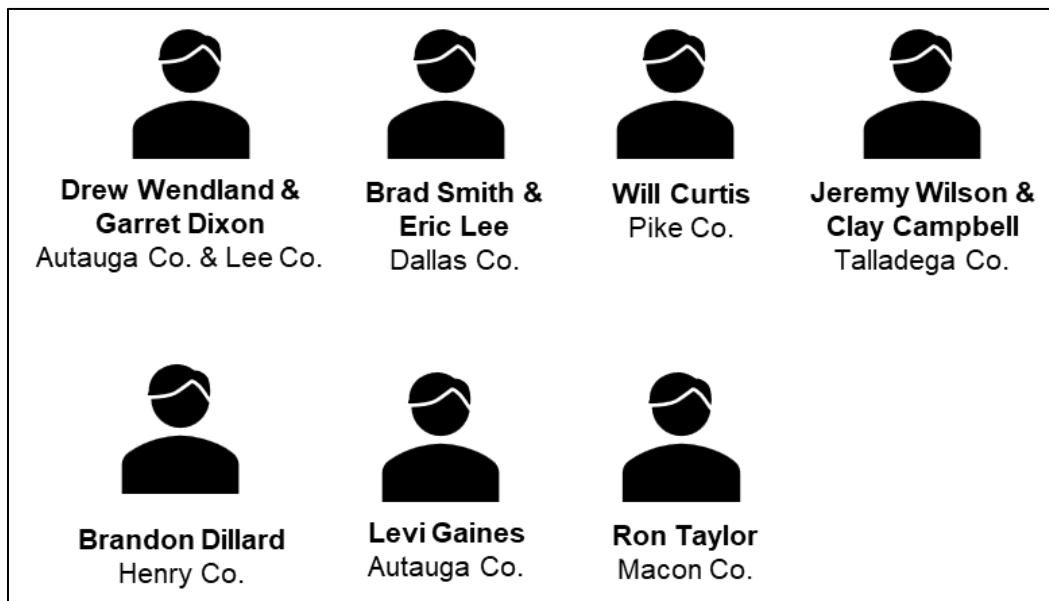 Drew Wendland &
Garret Dixon
Autauga Co. & Lee Co.
Brad Smith &
Eric Lee
Dallas Co.
Will Curtis
Pike Co.
Jeremy Wilson &
Clay Campbell
Talladega Co.
Brandon Dillard
Henry Co.
Levi Gaines
Autauga Co.
Ron Taylor
Macon Co.